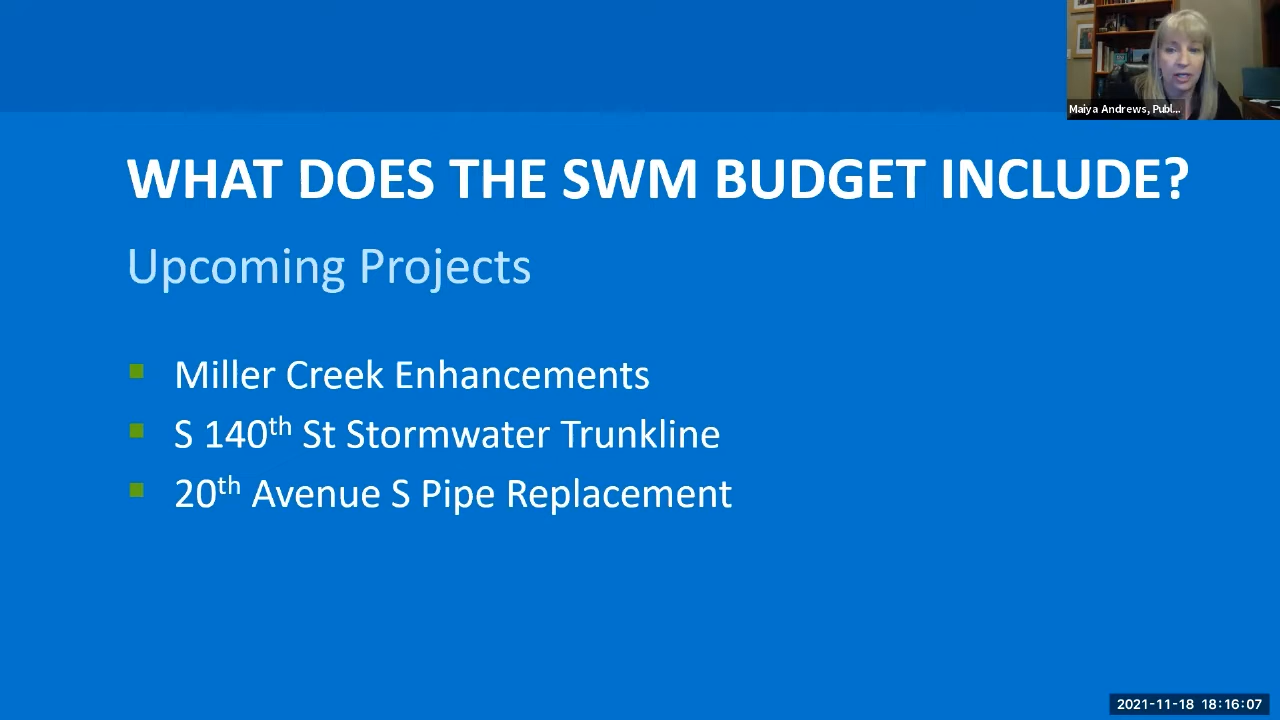 Maiya Andrews, Publ...
WHAT DOES THE SWM BUDGET INCLUDE?
Upcoming Projects
Miller Creek Enhancements
S 140th St Stormwater Trunkline
20th Avenue S Pipe Replacement
2021-11-18 18:16:07